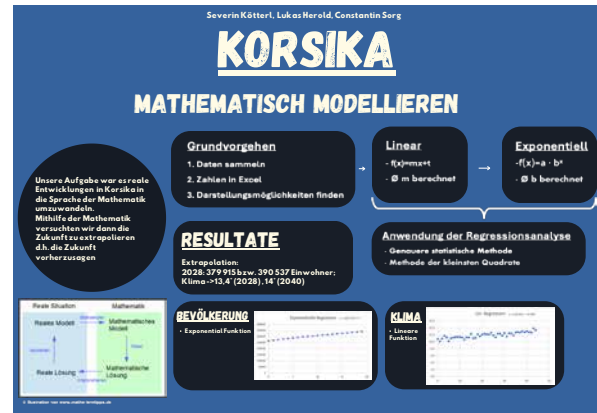 Severin Kötterl, Lukas Herold, Constantin Sorg
KORSIKA
MATHEMATISCH MODELLIEREN
Unsere Aufgabe war es reale
Entwicklungen in Korsika in
die Sprache der Mathematik
umzuwandeln.
Mithilfe der Mathematik
versuchten wir dann die
Zukunft zu extrapolieren
d.h. die Zukunft
vorherzusagen
Grundvorgehen
1. Daten sammeln
2. Zahlen in Excel
3. Darstellungsmöglichkeiten finden
→
Linear
- f(x)=mx+t
- Ø m berechnet
→
Exponentiell
-f(x)=a · bˣ
- Ø b berechnet
Anwendung der Regressionsanalyse
- Genauere statistische Methode
- Methode der kleinsten Quadrate
RESULTATE
Extrapolation:
2028: 379 915 bzw. 390 537 Einwohner;
Klima->13,4° (2028), 14° (2040)
Reale Situation
Mathematik
Reales Modell
Mathematisches
Modell
Reale Lösung
Mathematische
Lösung
BEVÖLKERUNG
• Exponential Funktion
KLIMA
• Lineare
Funktion